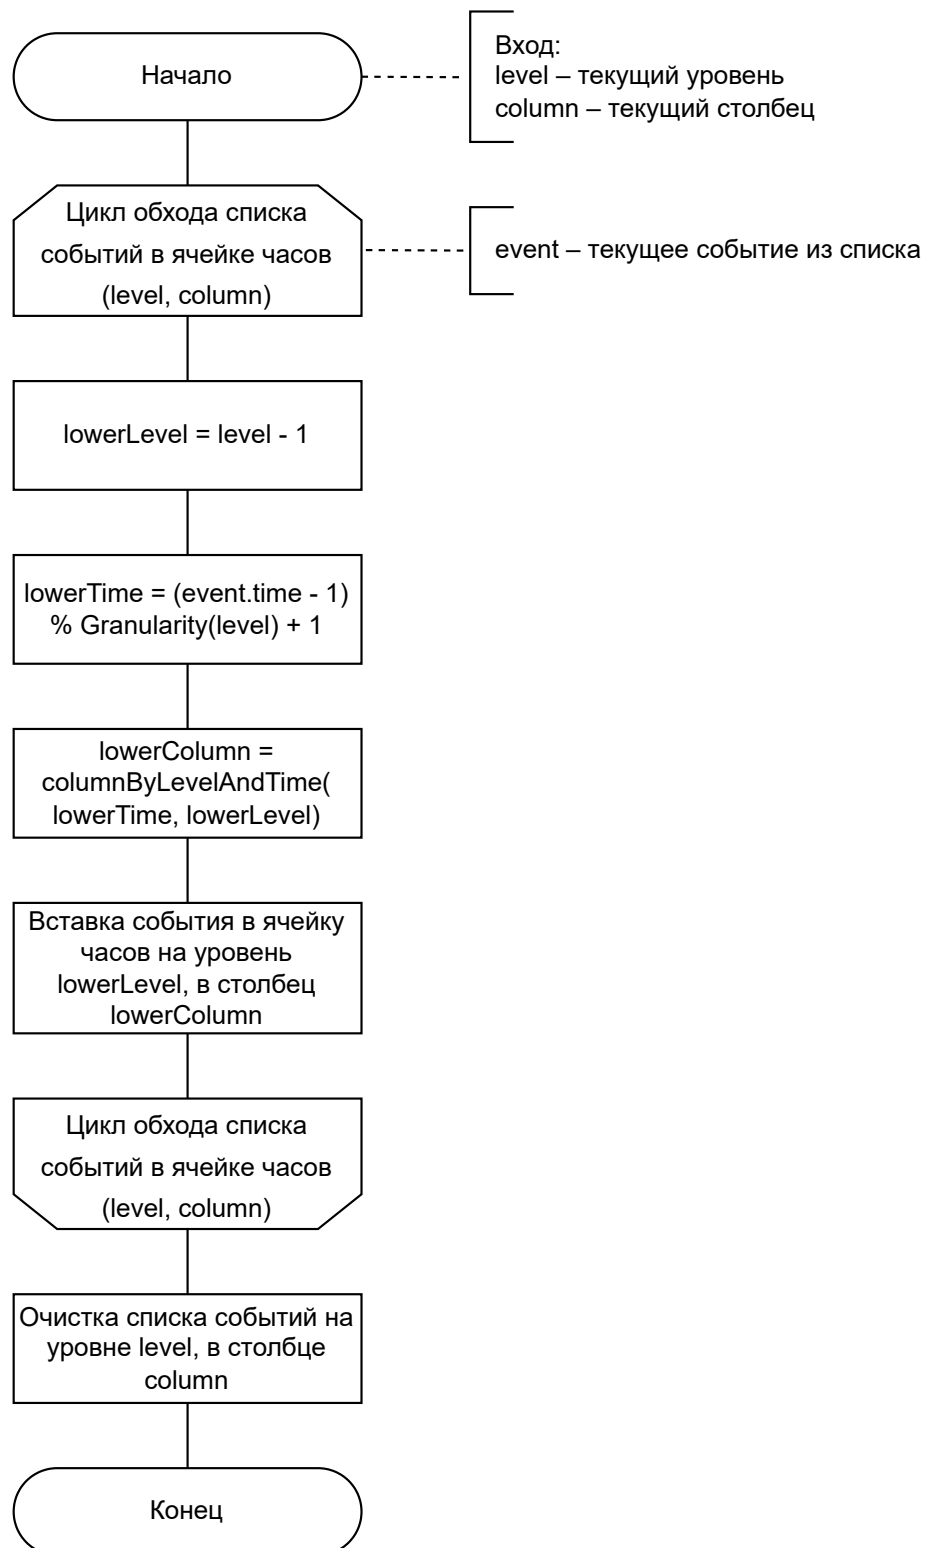 Начало
Вход:
level – текущий уровень
column – текущий столбец
Цикл обхода списка
событий в ячейке часов
(level, column)
event – текущее событие из списка
lowerLevel = level - 1
lowerTime = (event.time - 1)
% Granularity(level) + 1
lowerColumn =
columnByLevelAndTime(
lowerTime, lowerLevel)
Вставка события в ячейку
часов на уровень
lowerLevel, в столбец
lowerColumn
Цикл обхода списка
событий в ячейке часов
(level, column)
Очистка списка событий на
уровне level, в столбце
column
Конец